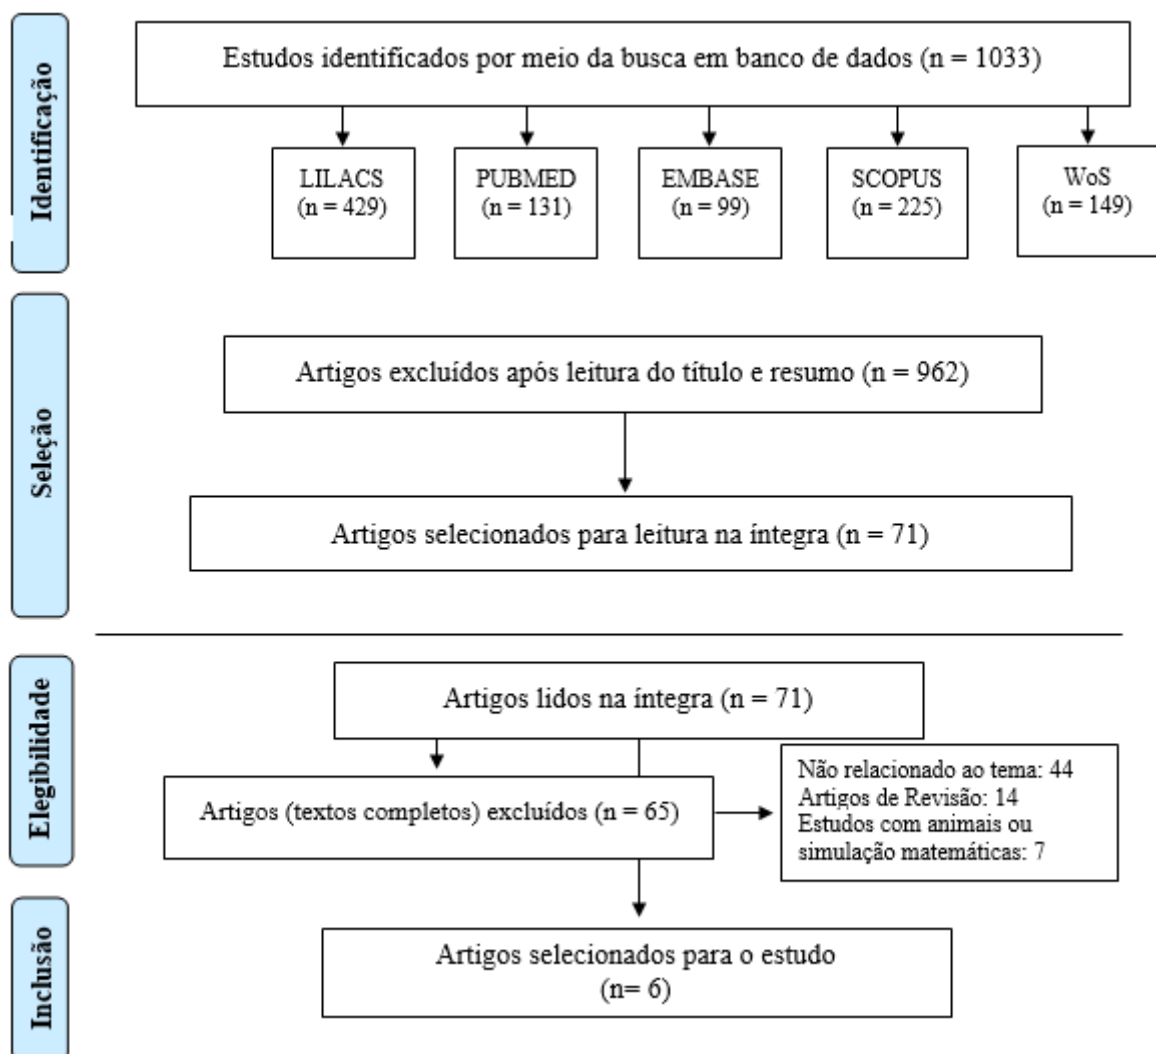 Identificação
Estudos identificados por meio da busca em banco de dados (n = 1033)
LILACS
(n = 429)
PUBMED
(n = 131)
EMBASE
(n = 99)
SCOPUS
(n = 225)
WoS
(n = 149)
Seleção
Artigos excluídos após leitura do título e resumo (n = 962)
Artigos selecionados para leitura na íntegra (n = 71)
Elegibilidade
Artigos lidos na íntegra (n = 71)
Artigos (textos completos) excluídos (n = 65)
Não relacionado ao tema: 44
Artigos de Revisão: 14
Estudos com animais ou
simulação matemáticas: 7
Inclusão
Artigos selecionados para o estudo
(n= 6)